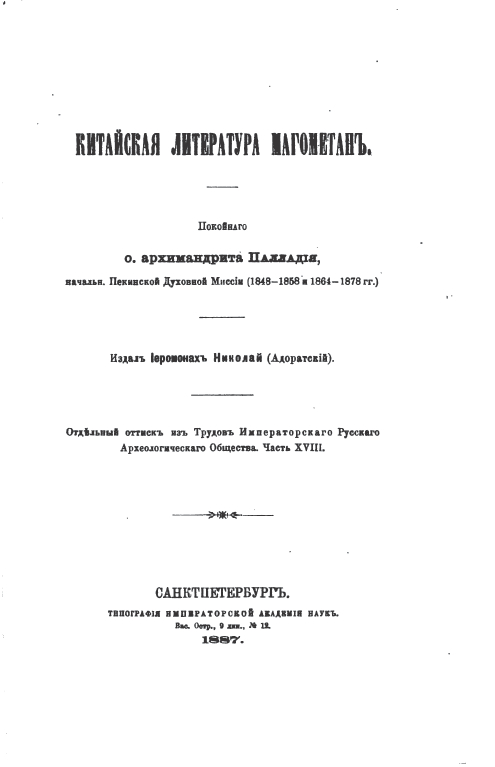 КИТАЙСКАЯ ЛИТЕРАТУРА МАГОМЕТАНЪ.
Покойнаго
о. архимандрита Палладія,
начальн. Пекинской Духовной Миссіи (1848–1858 и 1864–1878 гг.)
Издалъ Іеромонахъ Николай (Адоратскій).
Отдѣльный оттискъ изъ Трудовъ Императорскаго Русскаго
Археологическаго Общества. Часть XVIII.
САНКТПЕТЕРБУРГЪ.
ТИПОГРАФІЯ ИМПЕРАТОРСКОЙ АКАДЕМІИ НАУКЪ.
Вас. Остр., 9 лин., № 12.
1887.